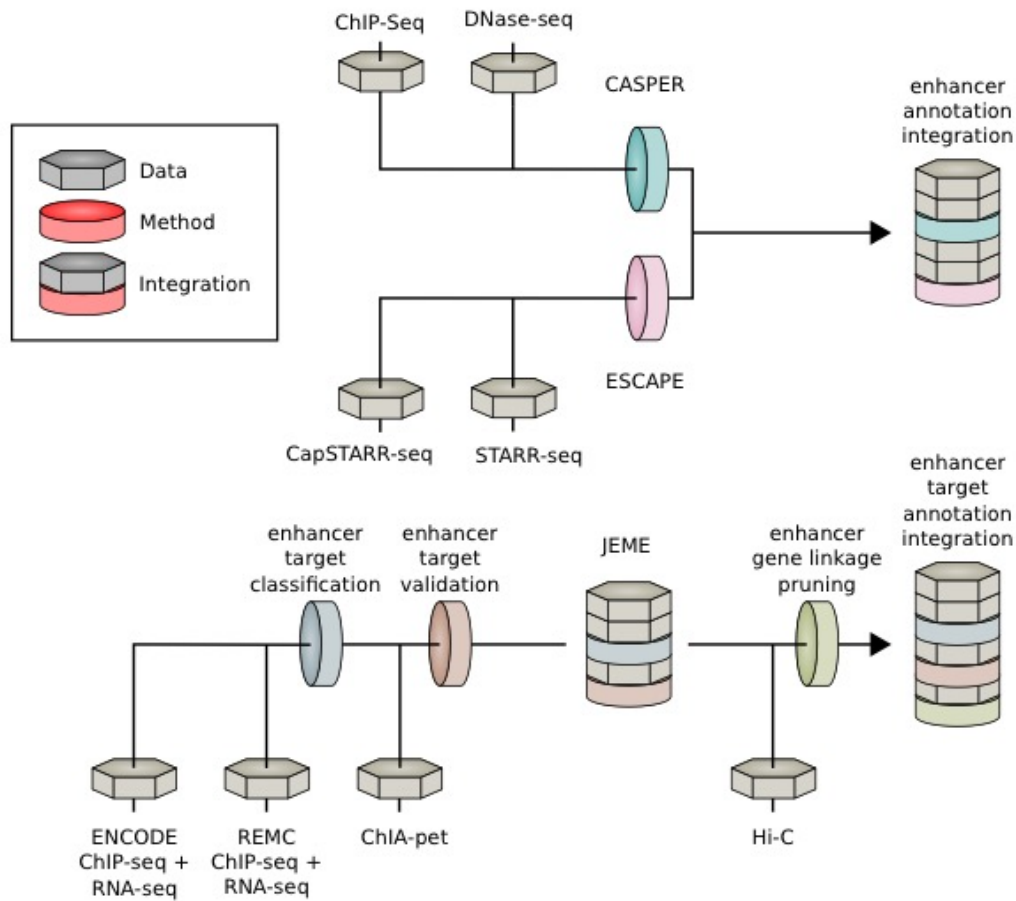 ChIP-Seq
DNase-seq
CASPER
enhancer
annotation
integration
Data
Method
Integration
ESCAPE
CapSTARR-seq
STARR-seq
enhancer
target
classification
enhancer
target
validation
JEME
enhancer
gene linkage
pruning
enhancer
target
annotation
integration
ENCODE
ChIP-seq +
RNA-seq
REMC
ChIP-seq +
RNA-seq
ChIA-pet
Hi-C